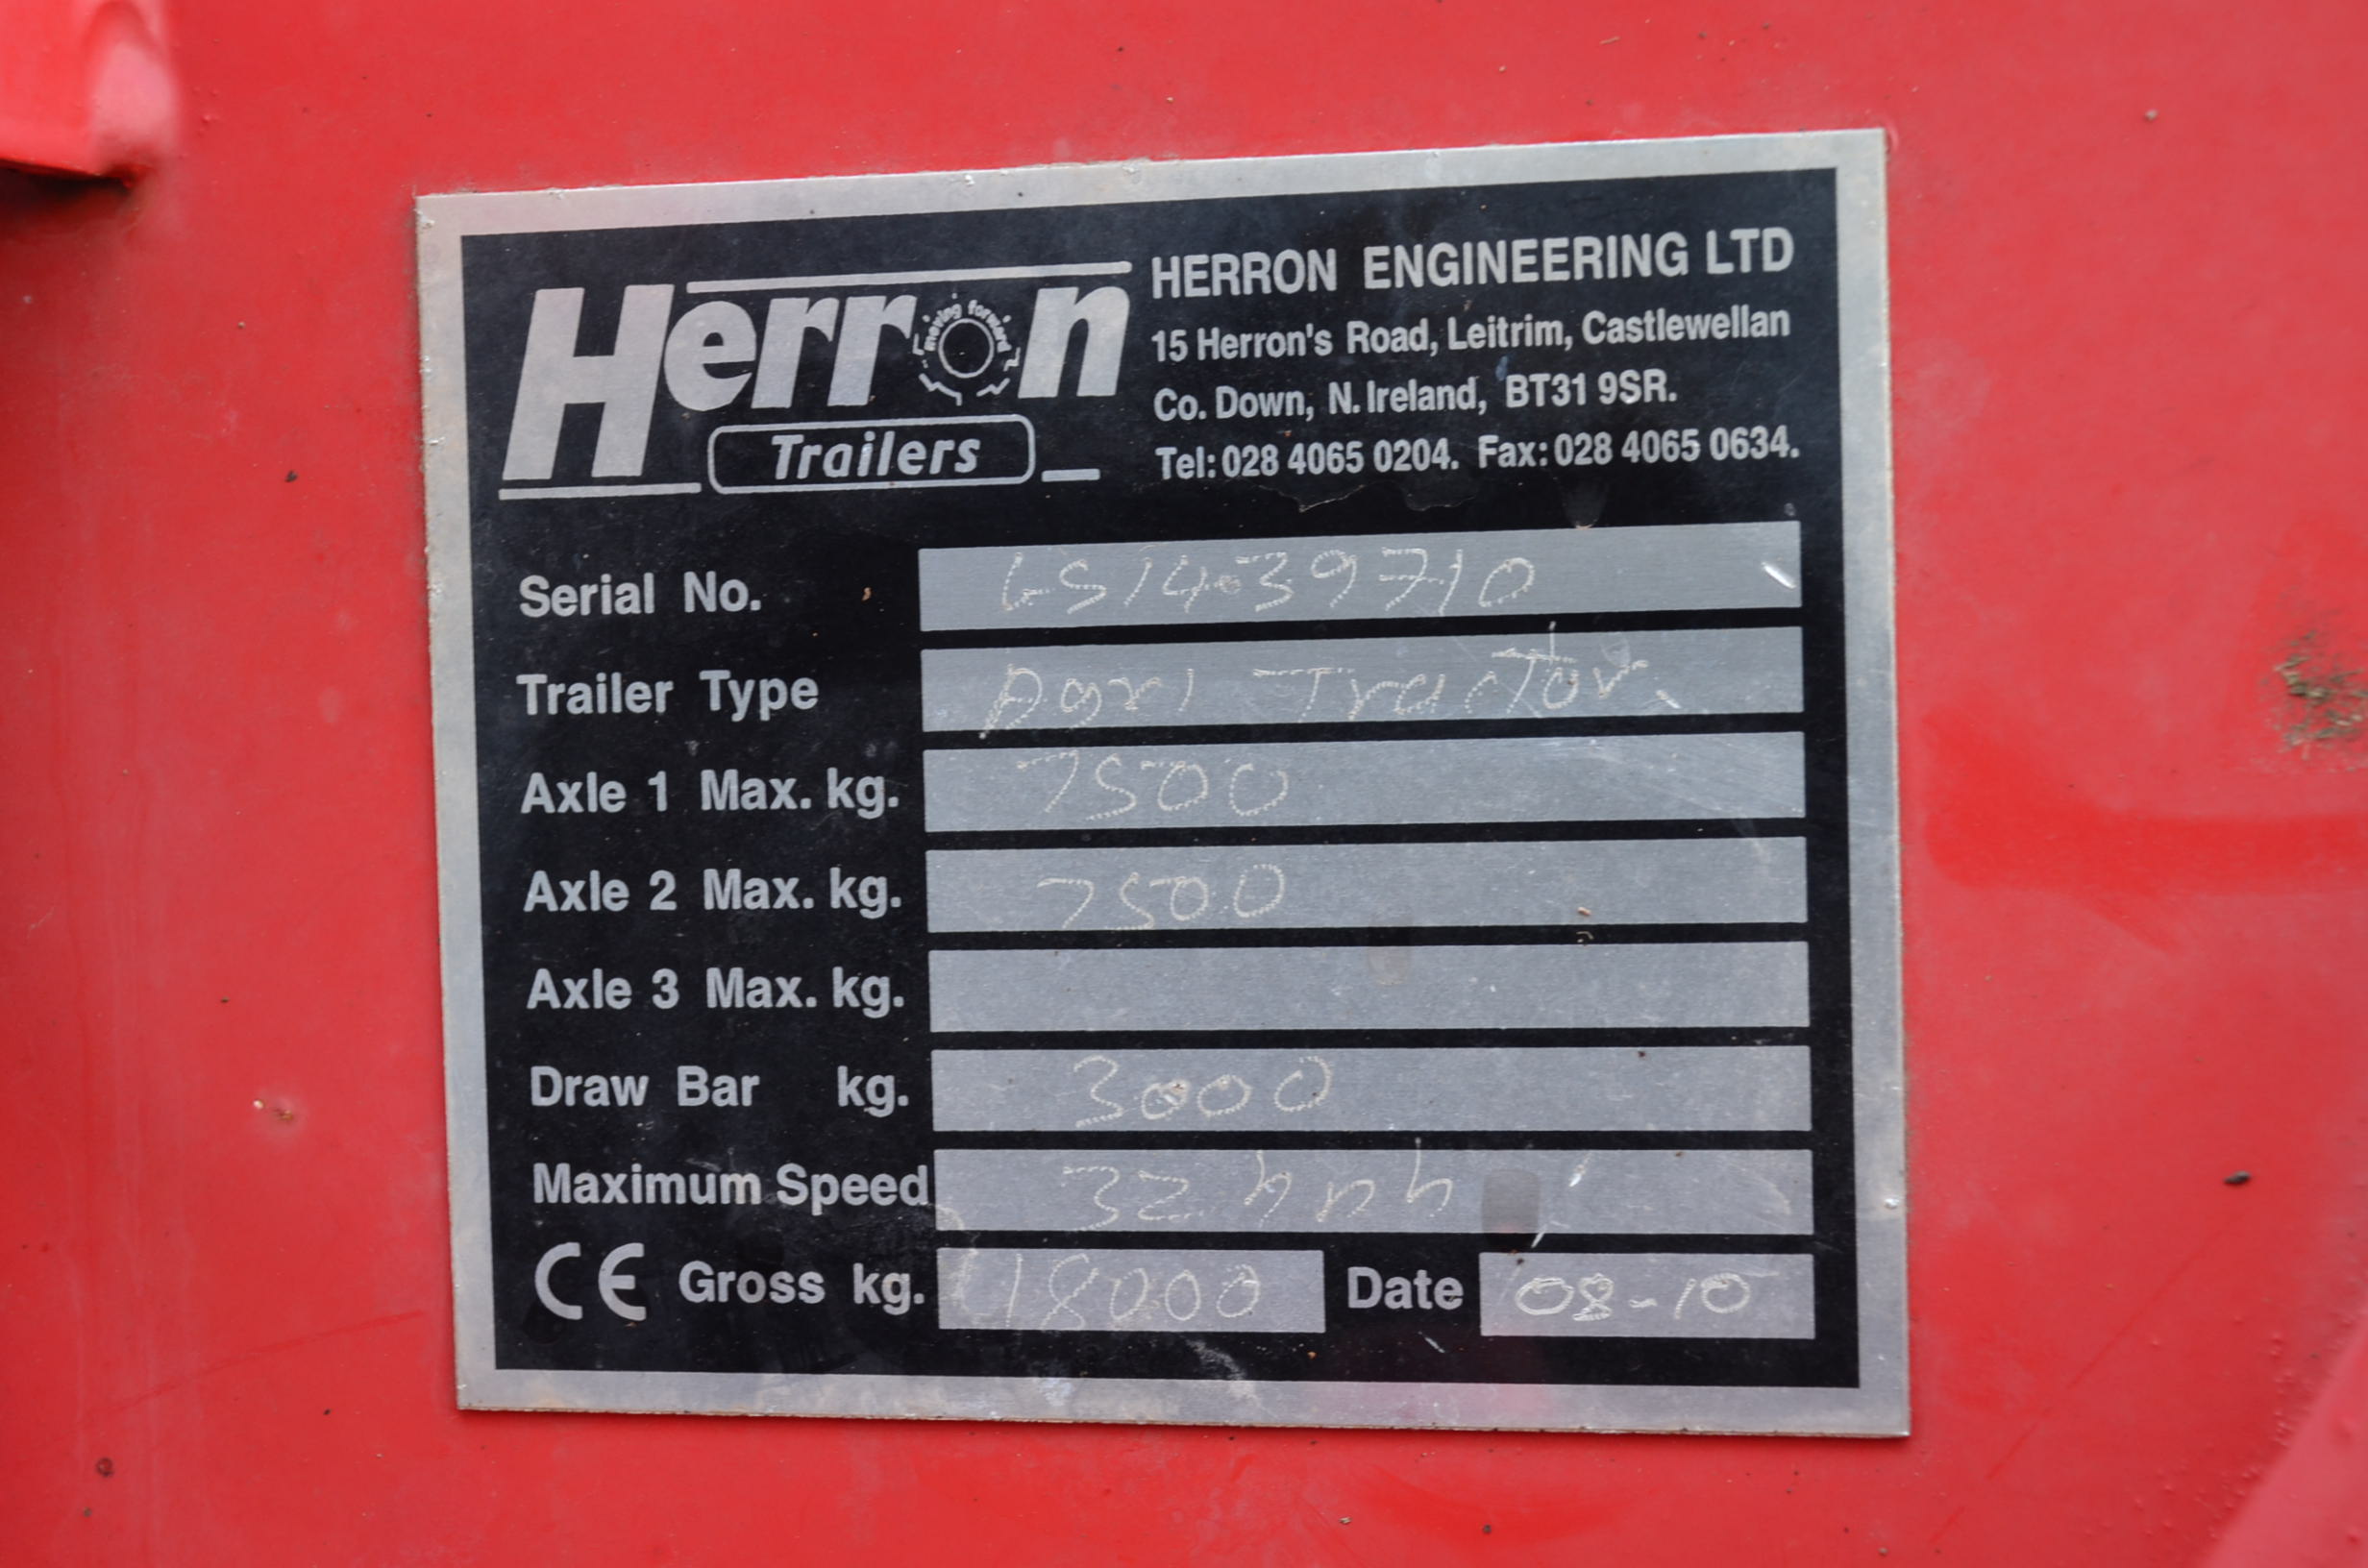 Herron
moving forward
Trailers
HERRON ENGINEERING LTD
15 Herron's Road, Leitrim, Castlewellan
Co. Down, N. Ireland, BT31 9SR.
Tel: 028 4065 0204. Fax: 028 4065 0634.
Serial No.
Trailer Type Agri Tractor
Axle 1 Max. kg. 7500
Axle 2 Max. kg. 7500
Axle 3 Max. kg.
Draw Bar kg. 3000
Maximum Speed 32
CE Gross kg. 18000 Date 08-10